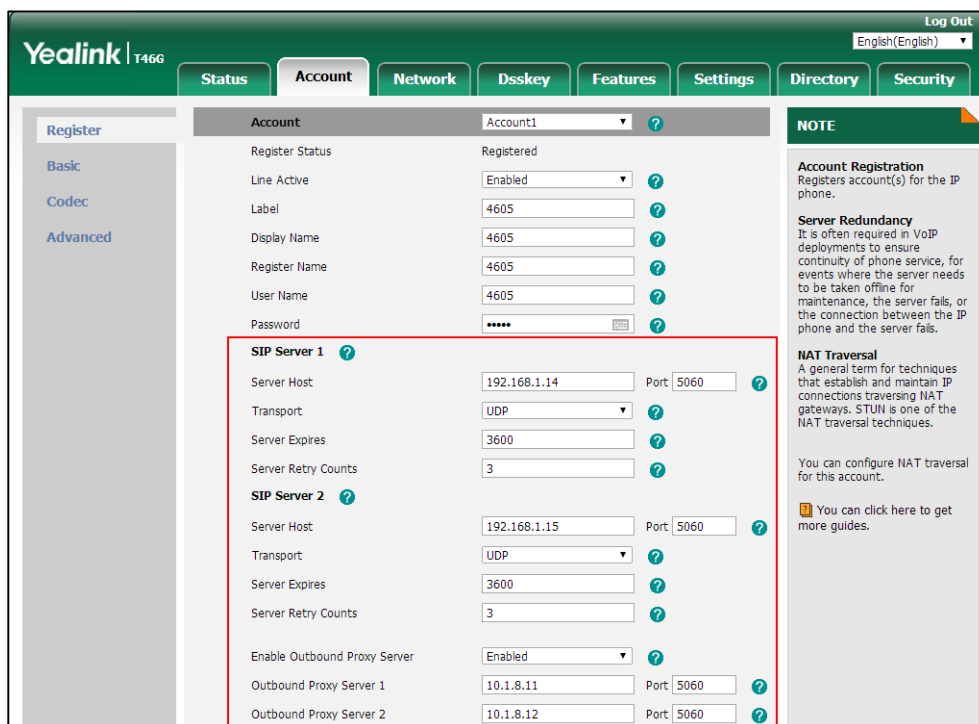 Log Out
English(English)
Yealink T46G
Status Account Network Dsskey Features Settings Directory Security
Register
Basic
Codec
Advanced
Account Account1
Register Status Registered
Line Active Enabled
Label 4605
Display Name 4605
Register Name 4605
User Name 4605
Password •••••
SIP Server 1
Server Host 192.168.1.14 Port 5060
Transport UDP
Server Expires 3600
Server Retry Counts 3
SIP Server 2
Server Host 192.168.1.15 Port 5060
Transport UDP
Server Expires 3600
Server Retry Counts 3
Enable Outbound Proxy Server Enabled
Outbound Proxy Server 1 10.1.8.11 Port 5060
Outbound Proxy Server 2 10.1.8.12 Port 5060
NOTE
Account Registration
Registers account(s) for the IP
phone.
Server Redundancy
It is often required in VoIP
deployments to ensure
continuity of phone service, for
events where the server needs
to be taken offline for
maintenance, the server fails, or
the connection between the IP
phone and the server fails.
NAT Traversal
A general term for techniques
that establish and maintain IP
connections traversing NAT
gateways. STUN is one of the
NAT traversal techniques.
You can configure NAT traversal
for this account.
You can click here to get
more guides.